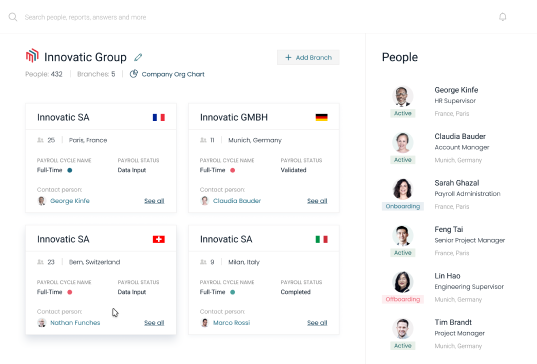 Search people, reports, answers and more
Innovatic Group
People: 432 | Branches: 5 | Company Org Chart
+ Add Branch
Innovatic SA
25 | Paris, France
PAYROLL CYCLE NAME PAYROLL STATUS
Full-Time Data Input
Contact person:
George Kinfe See all
Innovatic GMBH
11 | Munich, Germany
PAYROLL CYCLE NAME PAYROLL STATUS
Full-Time Validated
Contact person:
Claudia Bauder See all
Innovatic SA
23 | Bern, Switzerland
PAYROLL CYCLE NAME PAYROLL STATUS
Full-Time Data Input
Contact person:
Nathan Funches See all
Innovatic SA
9 | Milan, Italy
PAYROLL CYCLE NAME PAYROLL STATUS
Full-Time Completed
Contact person:
Marco Rossi See all
People
George Kinfe
HR Supervisor
Active France, Paris
Claudia Bauder
Account Manager
Active Munich, Germany
Sarah Ghazal
Payroll Administration
Onboarding France, Paris
Feng Tai
Senior Project Manager
Active France, Paris
Lin Hao
Engineering Supervisor
Offboarding Munich, Germany
Tim Brandt
Project Manager
Active Munich, Germany